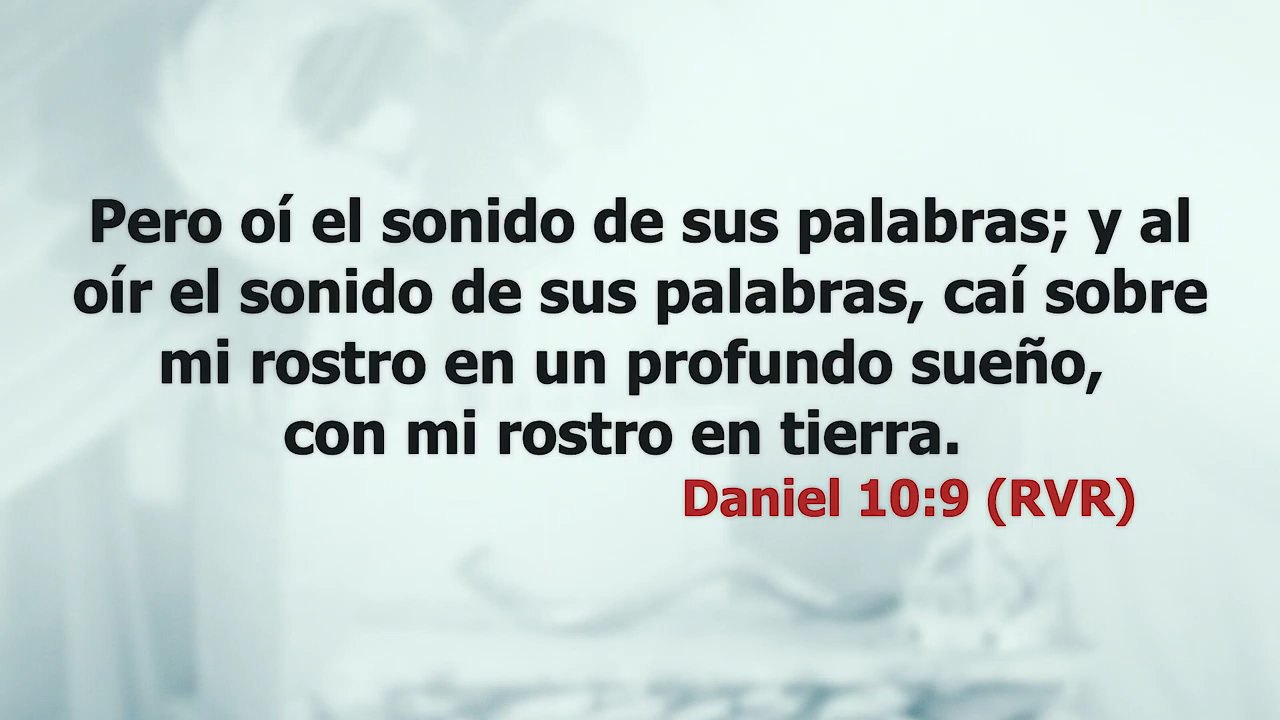 Pero oí el sonido de sus palabras; y al
oír el sonido de sus palabras, caí sobre
mi rostro en un profundo sueño,
con mi rostro en tierra.
Daniel 10:9 (RVR)